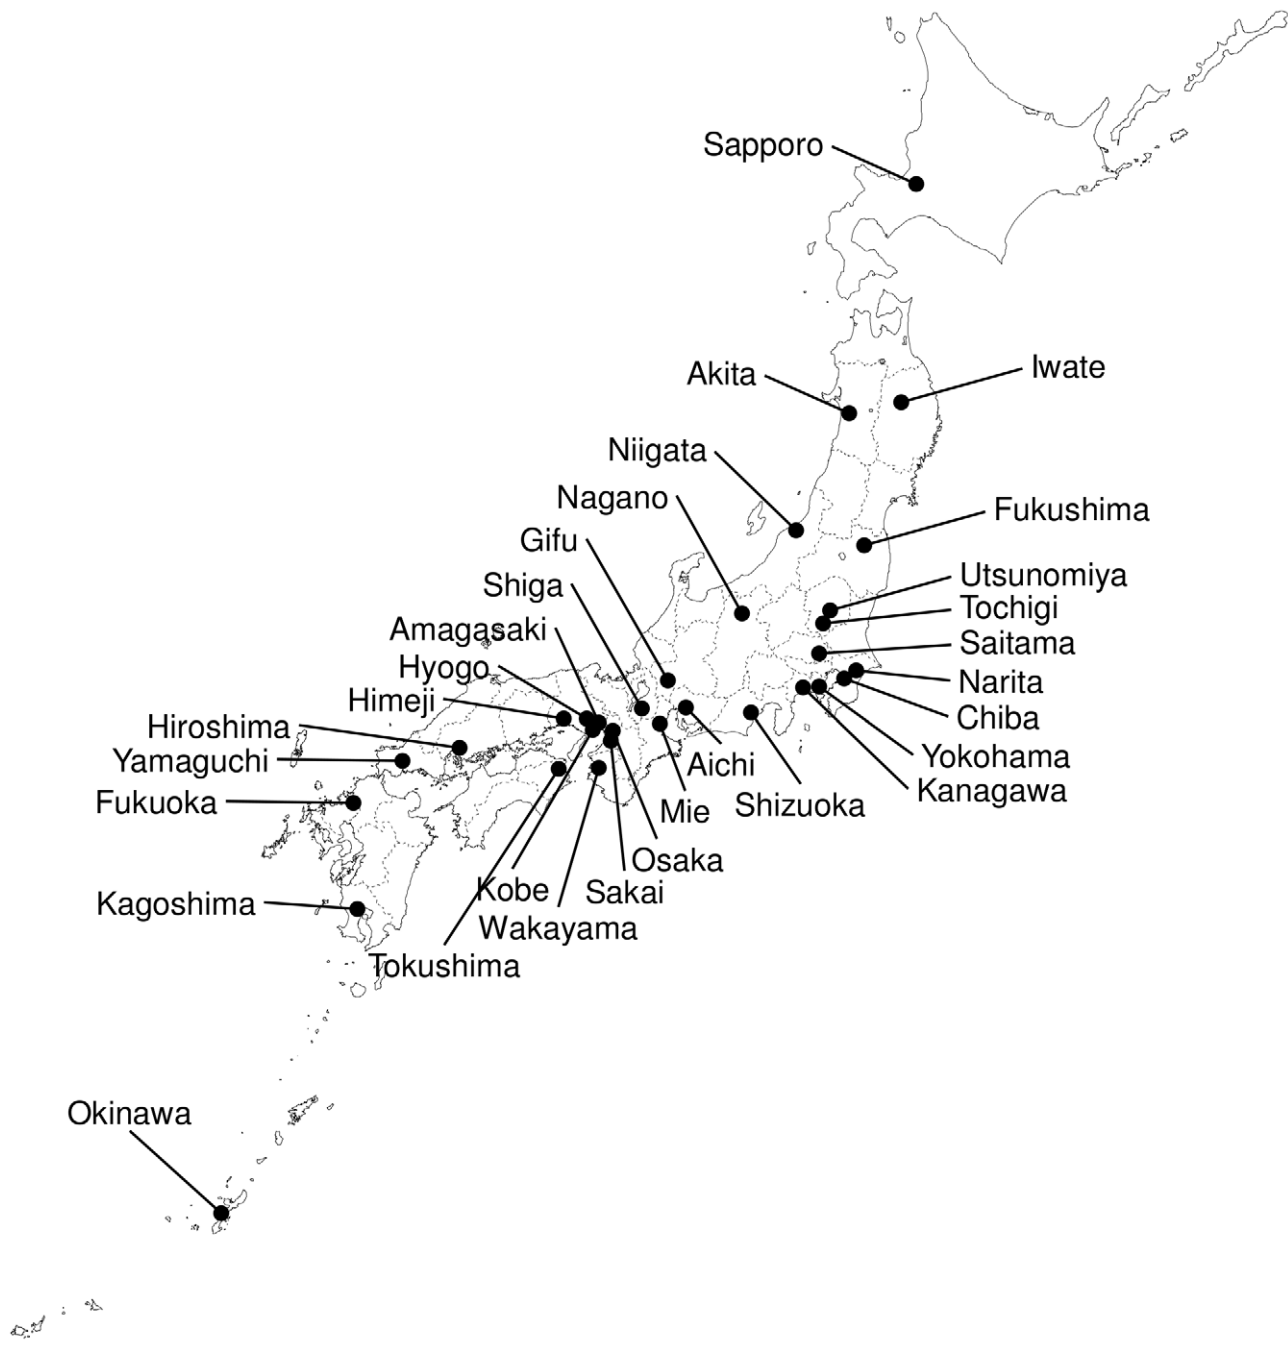 Sapporo
Iwate
Akita
Niigata
Nagano
Fukushima
Gifu
Utsunomiya
Shiga
Tochigi
Amagasaki
Saitama
Hyogo
Narita
Himeji
Chiba
Hiroshima
Yokohama
Yamaguchi
Aichi
Kanagawa
Fukuoka
Shizuoka
Mie
Osaka
Kobe
Sakai
Kagoshima
Wakayama
Tokushima
Okinawa